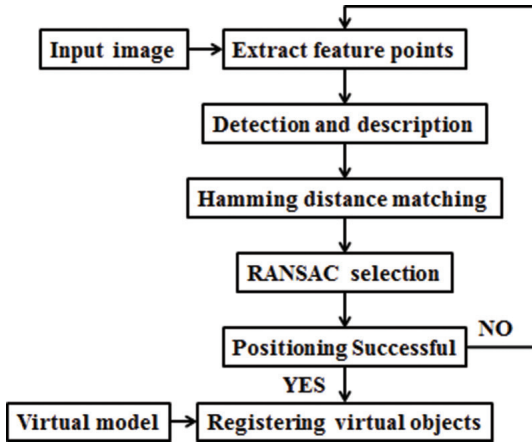 Input image
Extract feature points
Detection and description
Hamming distance matching
RANSAC selection
Positioning Successful
NO
YES
Virtual model
Registering virtual objects